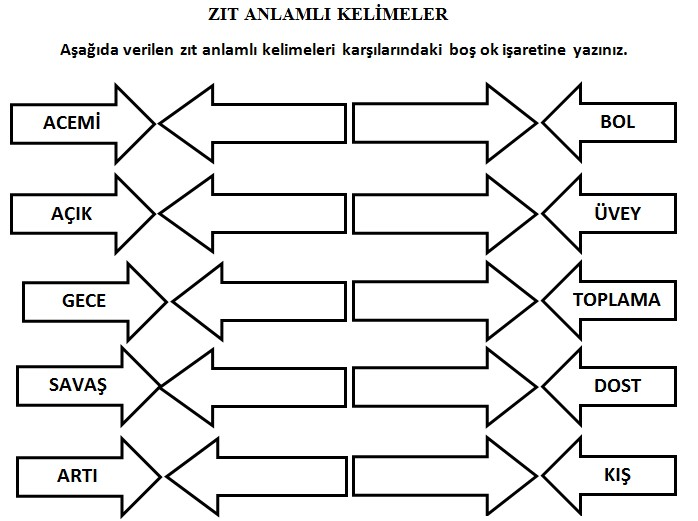 ZIT ANLAMLI KELİMELER
Aşağıda verilen zıt anlamlı kelimeleri karşılarındaki boş ok işaretine yazınız.
ACEMİ BOL
AÇIK ÜVEY
GECE TOPLAMA
SAVAŞ DOST
ARTI KIŞ